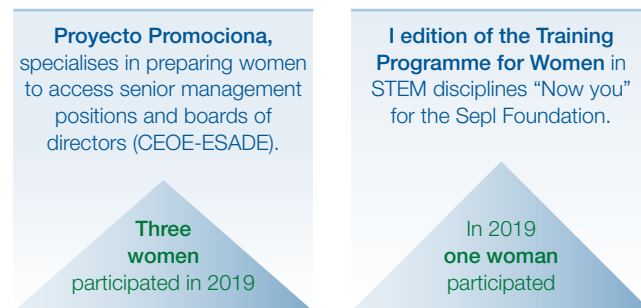 Proyecto Promociona,
specialises in preparing women
to access senior management
positions and boards of
directors (CEOE-ESADE).
Three
women
participated in 2019
I edition of the Training
Programme for Women in
STEM disciplines “Now you”
for the Sepl Foundation.
In 2019
one woman
participated